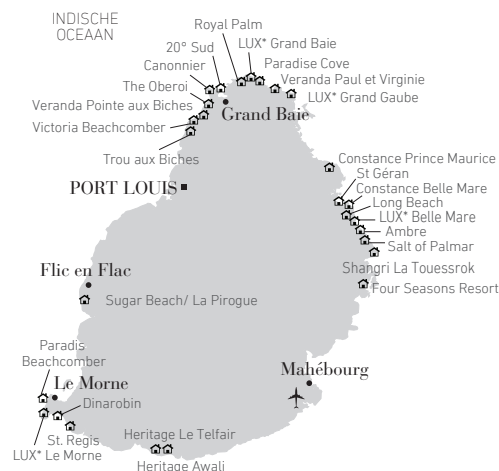 INDISCHE
OCEAAN
Royal Palm
LUX* Grand Baie
20° Sud
Paradise Cove
Canonnier
Veranda Paul et Virginie
The Oberoi
LUX* Grand Gaube
Veranda Pointe aux Biches
Grand Baie
Victoria Beachcomber
Trou aux Biches
Constance Prince Maurice
St Géran
PORT LOUIS
Constance Belle Mare
Long Beach
LUX* Belle Mare
Ambre
Salt of Palmar
Flic en Flac
Shangri La Touessrok
Four Seasons Resort
Sugar Beach/ La Pirogue
Paradis
Beachcomber
Mahébourg
Le Morne
Dinarobin
St. Regis
LUX* Le Morne
Heritage Le Telfair
Heritage Awali